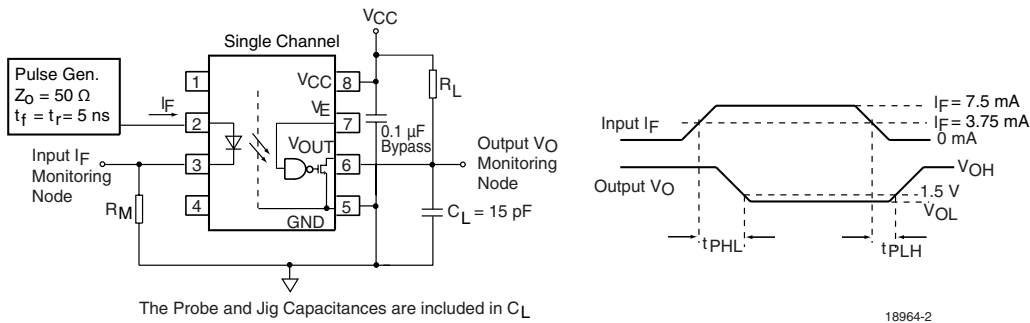 VCC
Single Channel
Pulse Gen.
ZO = 50 Ω
tf = tr = 5 ns
IF
1
2
3
4
VCC
VE
VOUT
GND
8
7
6
5
RL
0.1 µF
Bypass
Output VO
Monitoring
Node
Input IF
Monitoring
Node
RM
CL = 15 pF
The Probe and Jig Capacitances are included in CL
Input IF
IF = 7.5 mA
IF = 3.75 mA
0 mA
Output VO
VOH
1.5 V
VOL
tPHL
tPLH
18964-2